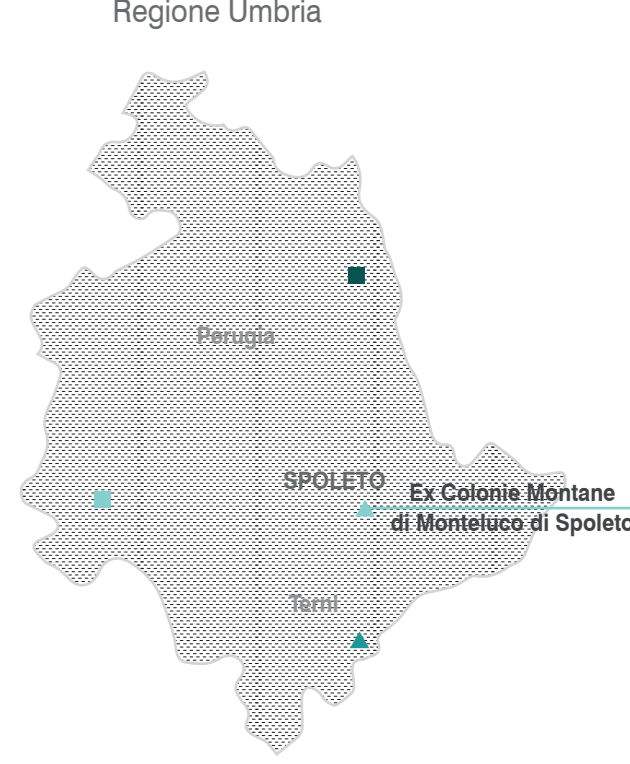 Regione Umbria
Perugia
SPOLETO
Ex Colonie Montane
di Monteluco di Spoleto
Terni